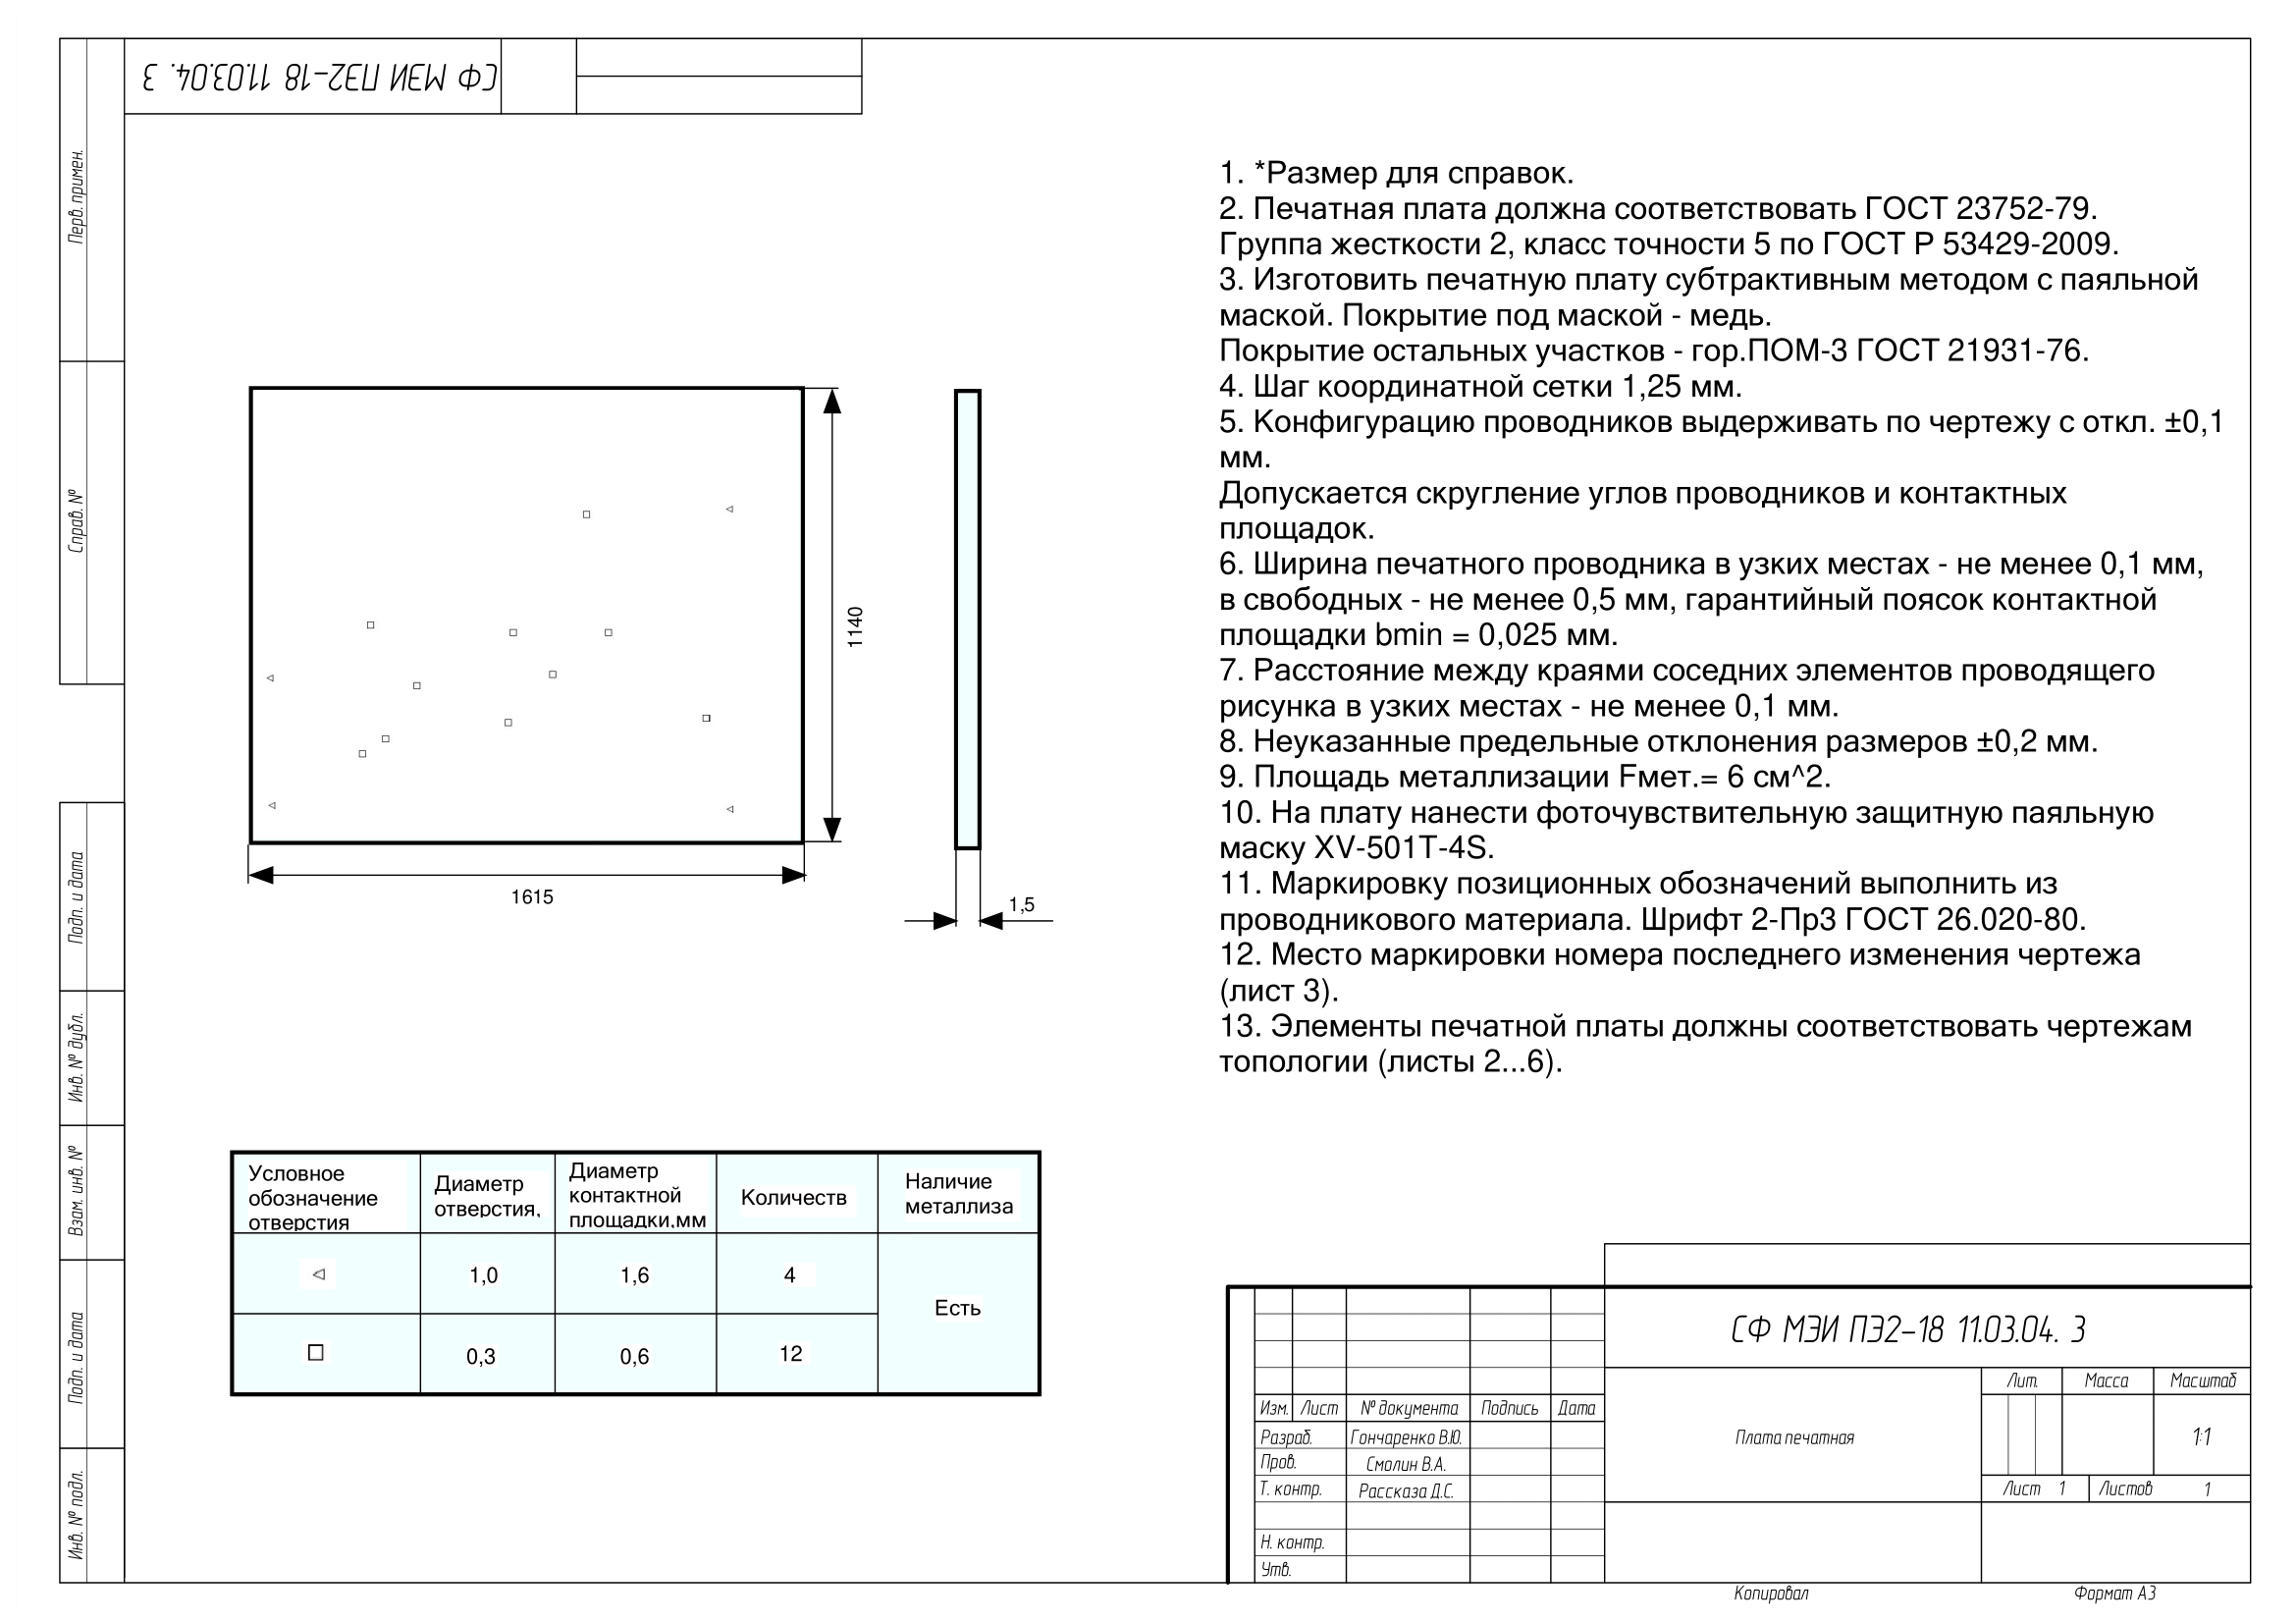 СФ МЭИ ПЭ2-18 11.03.04. 3
Перв. примен.
Справ. №
Подп. и дата
Инв. № дубл.
Взам. инв. №
Подп. и дата
Инв. № подл.
1140
1615
1,5
1. *Размер для справок.
2. Печатная плата должна соответствовать ГОСТ 23752-79.
Группа жесткости 2, класс точности 5 по ГОСТ Р 53429-2009.
3. Изготовить печатную плату субтрактивным методом с паяльной
маской. Покрытие под маской - медь.
Покрытие остальных участков - гор.ПОМ-3 ГОСТ 21931-76.
4. Шаг координатной сетки 1,25 мм.
5. Конфигурацию проводников выдерживать по чертежу с откл. ±0,1
мм.
Допускается скругление углов проводников и контактных
площадок.
6. Ширина печатного проводника в узких местах - не менее 0,1 мм,
в свободных - не менее 0,5 мм, гарантийный поясок контактной
площадки bmin = 0,025 мм.
7. Расстояние между краями соседних элементов проводящего
рисунка в узких местах - не менее 0,1 мм.
8. Неуказанные предельные отклонения размеров ±0,2 мм.
9. Площадь металлизации Fмет.= 6 см^2.
10. На плату нанести фоточувствительную защитную паяльную
маску XV-501T-4S.
11. Маркировку позиционных обозначений выполнить из
проводникового материала. Шрифт 2-Пр3 ГОСТ 26.020-80.
12. Место маркировки номера последнего изменения чертежа
(лист 3).
13. Элементы печатной платы должны соответствовать чертежам
топологии (листы 2...6).
Условное
обозначение
отверстия
Диаметр
отверстия,
Диаметр
контактной
площадки,мм
Количеств
Наличие
металлиза
1,0
1,6
4
Есть
0,3
0,6
12
СФ МЭИ ПЭ2-18 11.03.04. 3
Изм. Лист № документа Подпись Дата
Разраб. Гончаренко В.Ю.
Пров. Смолин В.А.
Т. контр. Рассказа Д.С.
Н. контр.
Утв.
Плата печатная
Лит. Масса Масштаб
1:1
Лист 1 Листов 1
Копировал Формат А3